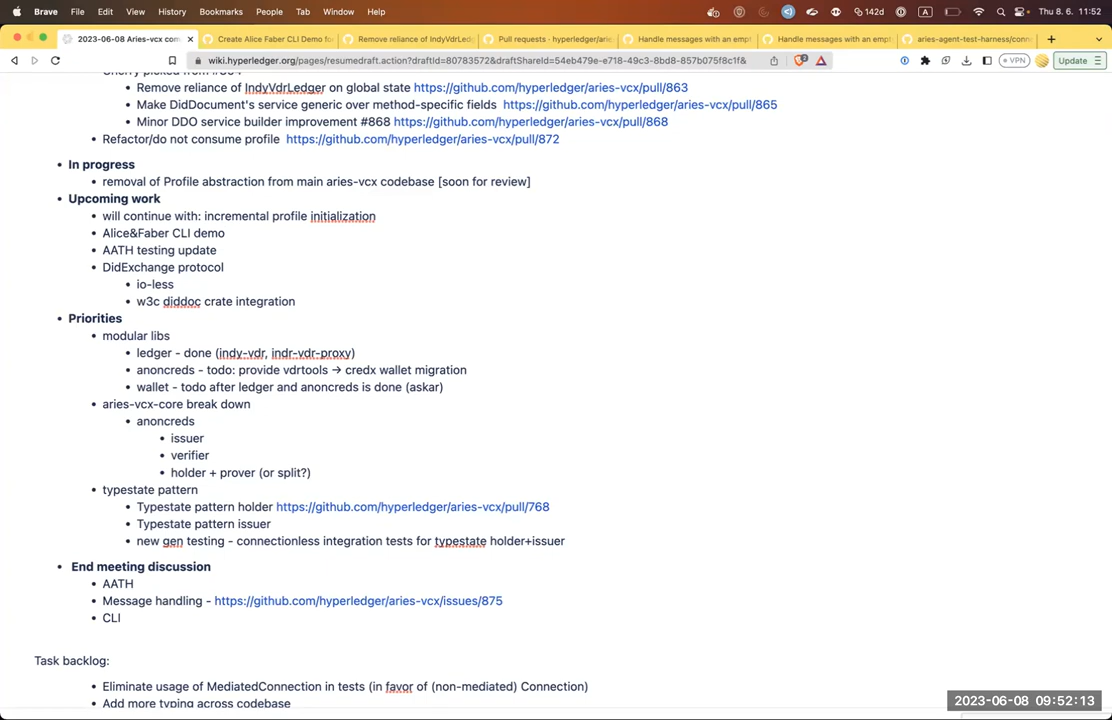 Brave File Edit View History Bookmarks People Tab Window Help 142d A Thu 8. 6. 11:52
2023-06-08 Aries-vcx com
Create Alice Faber CLI Demo fo
Remove reliance of IndyVdrLedg
Pull requests · hyperledger/arie
Handle messages with an empt
Handle messages with an empt
aries-agent-test-harness/conne
wiki.hyperledger.org/pages/resumedraft.action?draftId=80783572&draftShareId=54eb479e-e718-49c3-8bd8-857b075f8c1f& VPN Update
Remove reliance of IndyVdrLedger on global state https://github.com/hyperledger/aries-vcx/pull/863
Make DidDocument's service generic over method-specific fields https://github.com/hyperledger/aries-vcx/pull/865
Minor DDO service builder improvement #868 https://github.com/hyperledger/aries-vcx/pull/868
Refactor/do not consume profile https://github.com/hyperledger/aries-vcx/pull/872
In progress
removal of Profile abstraction from main aries-vcx codebase [soon for review]
Upcoming work
will continue with: incremental profile initialization
Alice&Faber CLI demo
AATH testing update
DidExchange protocol
io-less
w3c diddoc crate integration
Priorities
modular libs
ledger - done (indy-vdr, indr-vdr-proxy)
anoncreds - todo: provide vdrtools → credx wallet migration
wallet - todo after ledger and anoncreds is done (askar)
aries-vcx-core break down
anoncreds
issuer
verifier
holder + prover (or split?)
typestate pattern
Typestate pattern holder https://github.com/hyperledger/aries-vcx/pull/768
Typestate pattern issuer
new gen testing - connectionless integration tests for typestate holder+issuer
End meeting discussion
AATH
Message handling - https://github.com/hyperledger/aries-vcx/issues/875
CLI
Task backlog:
Eliminate usage of MediatedConnection in tests (in favor of (non-mediated) Connection)
Add more typing across codebase
2023-06-08 09:52:13